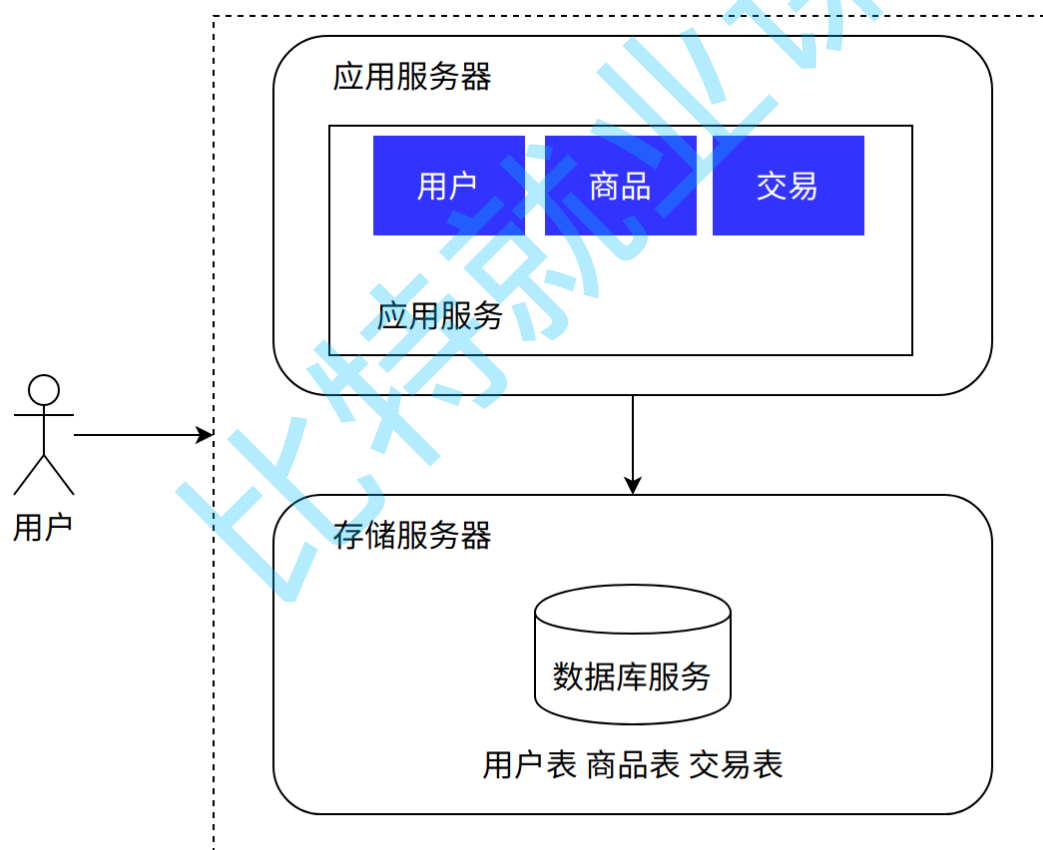 应用服务器
用户 商品 交易
应用服务
用户
存储服务器
数据库服务
用户表 商品表 交易表
比特就业课